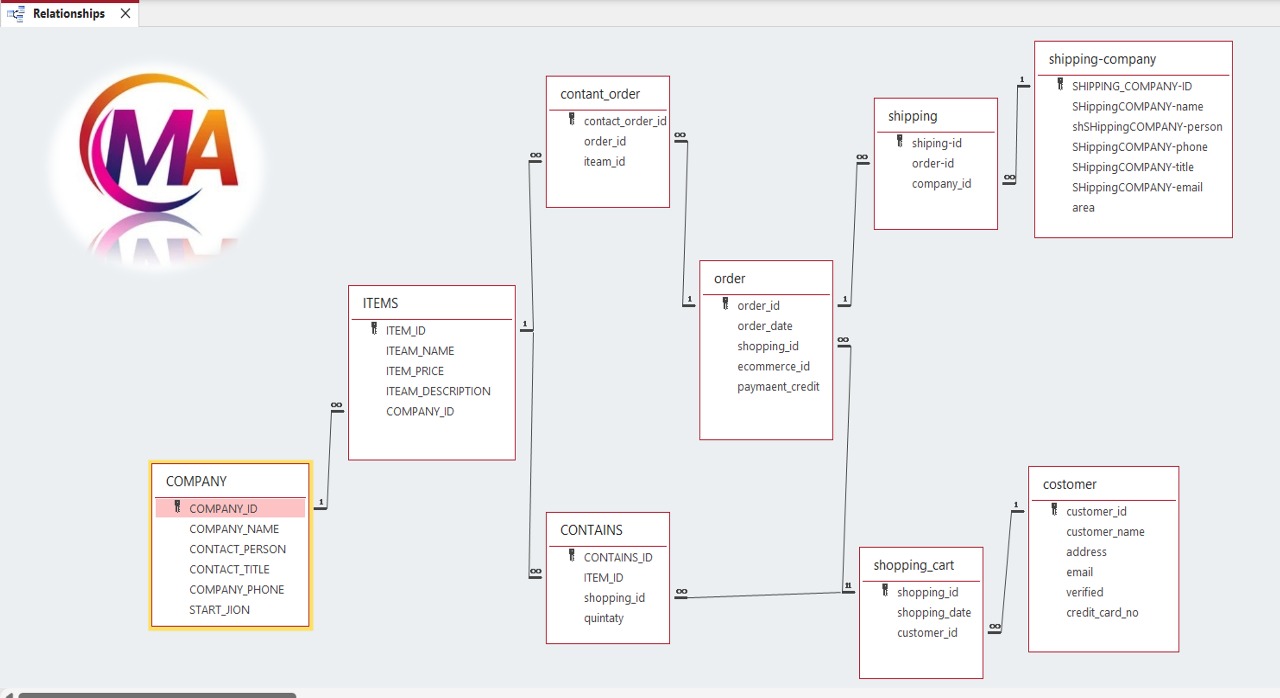 Relationships
MA
COMPANY
COMPANY_ID
COMPANY_NAME
CONTACT_PERSON
CONTACT_TITLE
COMPANY_PHONE
START_JION
1
∞
ITEMS
ITEM_ID
ITEAM_NAME
ITEM_PRICE
ITEAM_DESCRIPTION
COMPANY_ID
1
∞
∞
contant_order
contact_order_id
order_id
iteam_id
∞
1
CONTAINS
CONTAINS_ID
ITEM_ID
shopping_id
quintaty
∞
order
order_id
order_date
shopping_id
ecommerce_id
paymaent_credit
1
∞
∞
11
shipping
shiping-id
order-id
company_id
∞
1
shipping-company
SHIPPING_COMPANY-ID
SHippingCOMPANY-name
shSHippingCOMPANY-person
SHippingCOMPANY-phone
SHippingCOMPANY-title
SHippingCOMPANY-email
area
shopping_cart
shopping_id
shopping_date
customer_id
∞
1
costomer
customer_id
customer_name
address
email
verified
credit_card_no